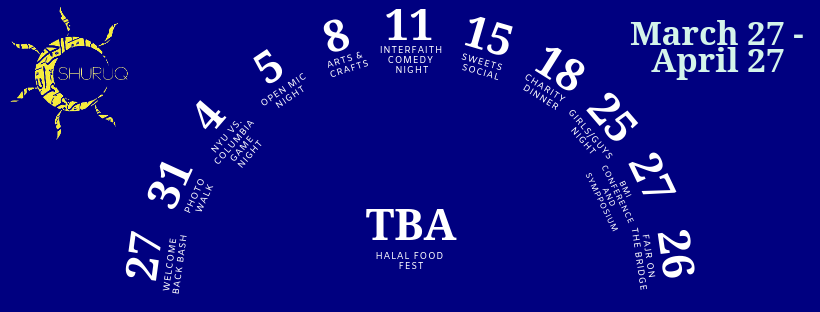 SHURUQ
March 27 -
April 27
27
WELCOME
BACK BASH
31
PHOTO
WALK
4
NYU VS.
COLUMBIA
GAME
NIGHT
5
OPEN MIC
NIGHT
8
ARTS &
CRAFTS
11
INTERFAITH
COMEDY
NIGHT
15
SWEETS
SOCIAL
18
CHARITY
DINNER
25
GIRLS/GUYS
NIGHT
27
BMI
CONFERENCE
AND
SYMPPOSIUM
26
FAJR ON
THE BRIDGE
TBA
HALAL FOOD
FEST